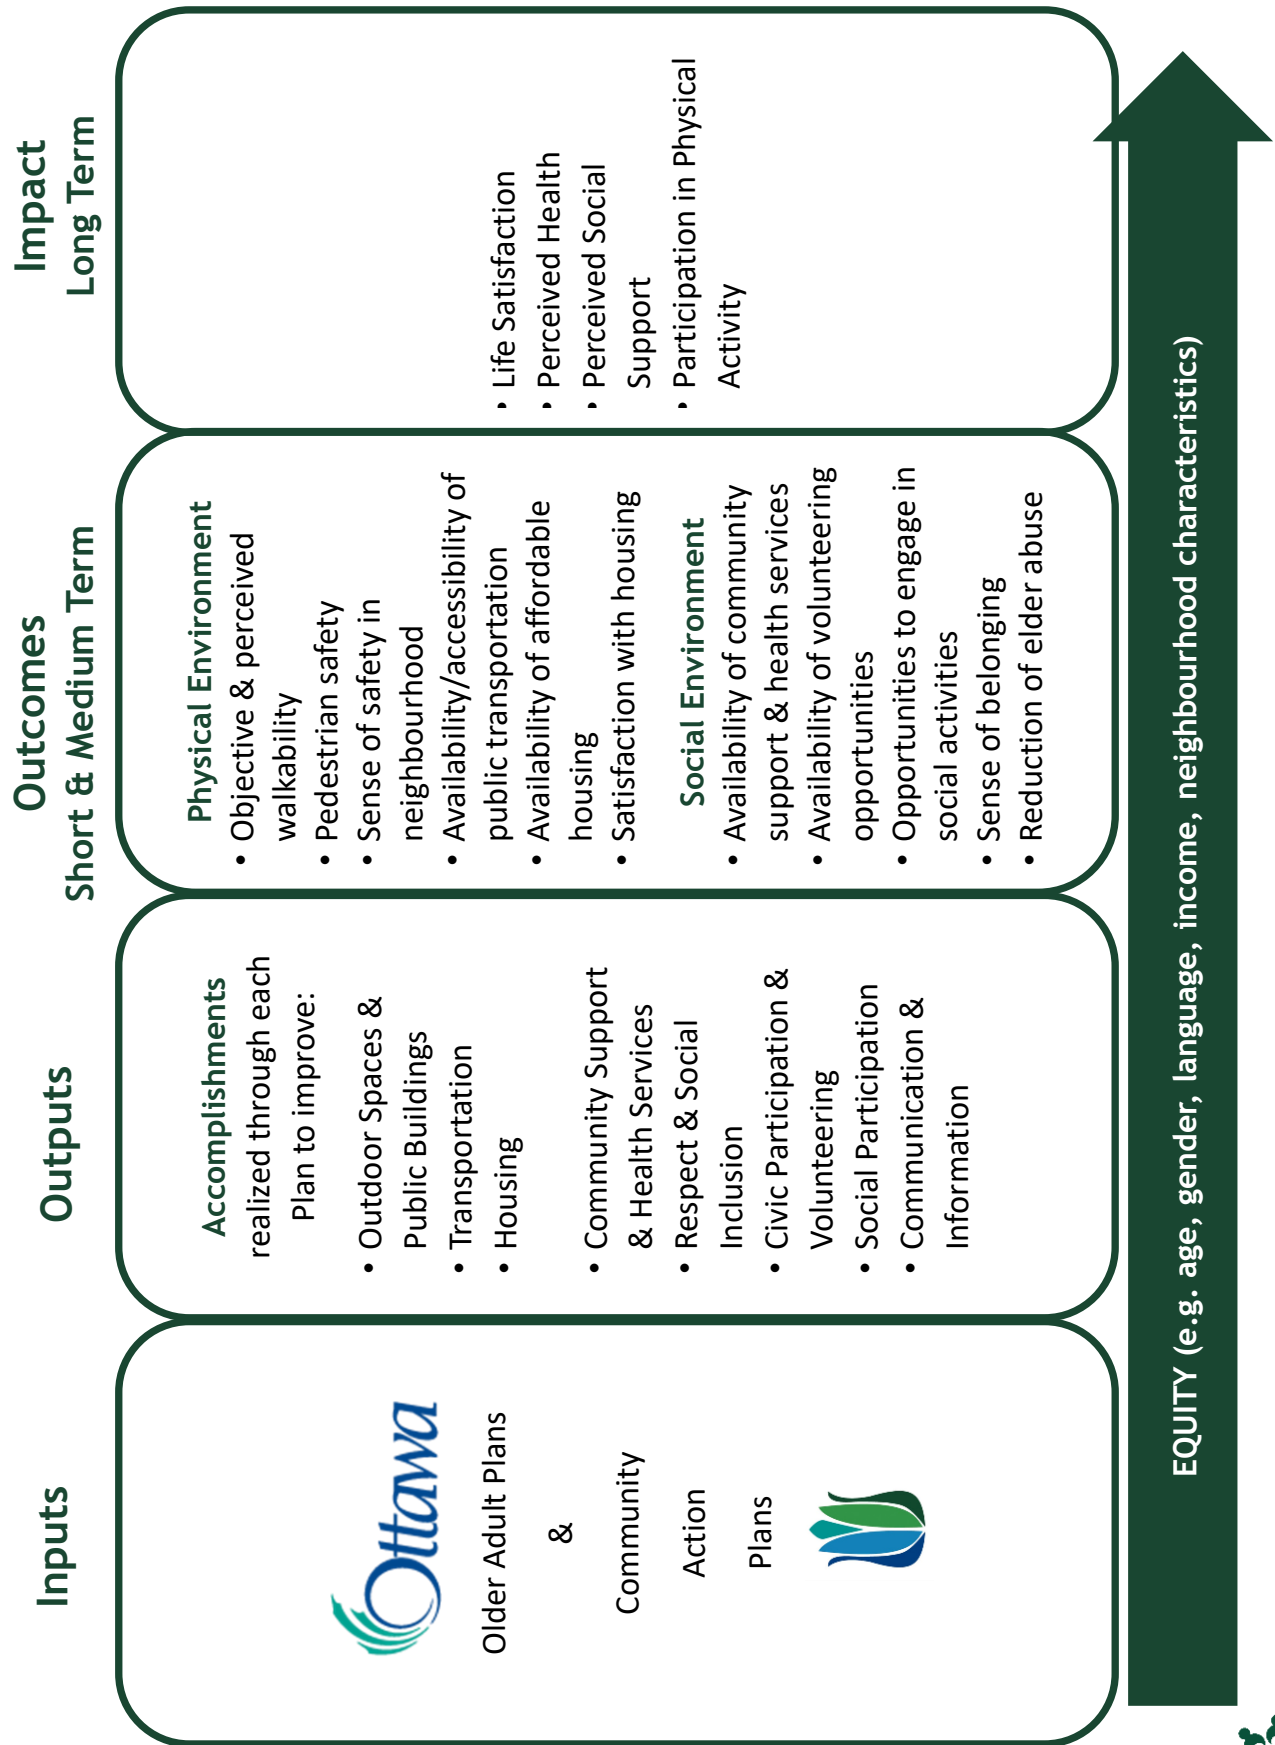 Inputs
Ottawa
Older Adult Plans
&
Community
Action
Plans
Outputs
Accomplishments
realized through each
Plan to improve:
• Outdoor Spaces &
Public Buildings
• Transportation
• Housing
• Community Support
& Health Services
• Respect & Social
Inclusion
• Civic Participation &
Volunteering
• Social Participation
• Communication &
Information
Outcomes
Short & Medium Term
Physical Environment
• Objective & perceived
walkability
• Pedestrian safety
• Sense of safety in
neighbourhood
• Availability/accessibility of
public transportation
• Availability of affordable
housing
• Satisfaction with housing
Social Environment
• Availability of community
support & health services
• Availability of volunteering
opportunities
• Opportunities to engage in
social activities
• Sense of belonging
• Reduction of elder abuse
Impact
Long Term
• Life Satisfaction
• Perceived Health
• Perceived Social
Support
• Participation in Physical
Activity
EQUITY (e.g. age, gender, language, income, neighbourhood characteristics)